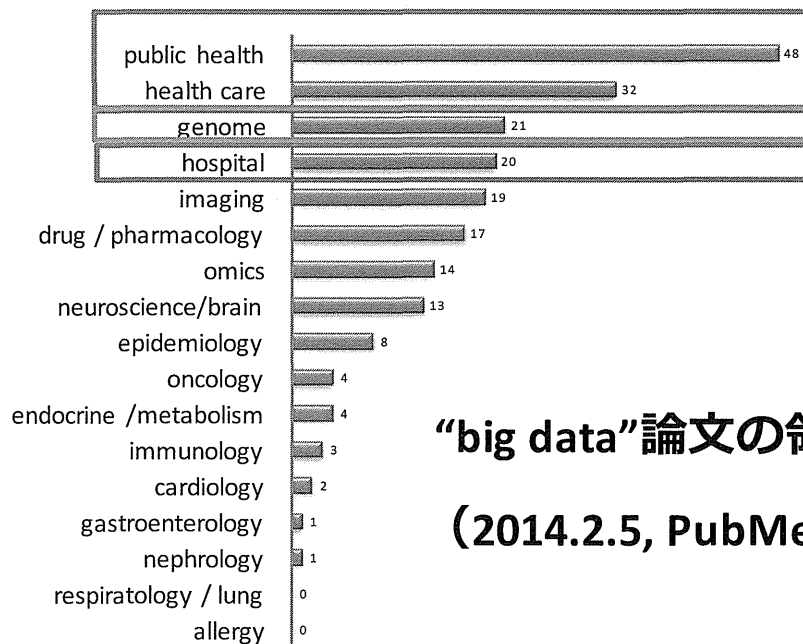 public health 48
health care 32
genome 21
hospital 20
imaging 19
drug / pharmacology 17
omics 14
neuroscience/brain 13
epidemiology 8
oncology 4
endocrine /metabolism 4
immunology 3
cardiology 2
gastroenterology 1
nephrology 1
respiratology / lung 0
allergy 0
“big data”論文の
（2014.2.5, PubMe